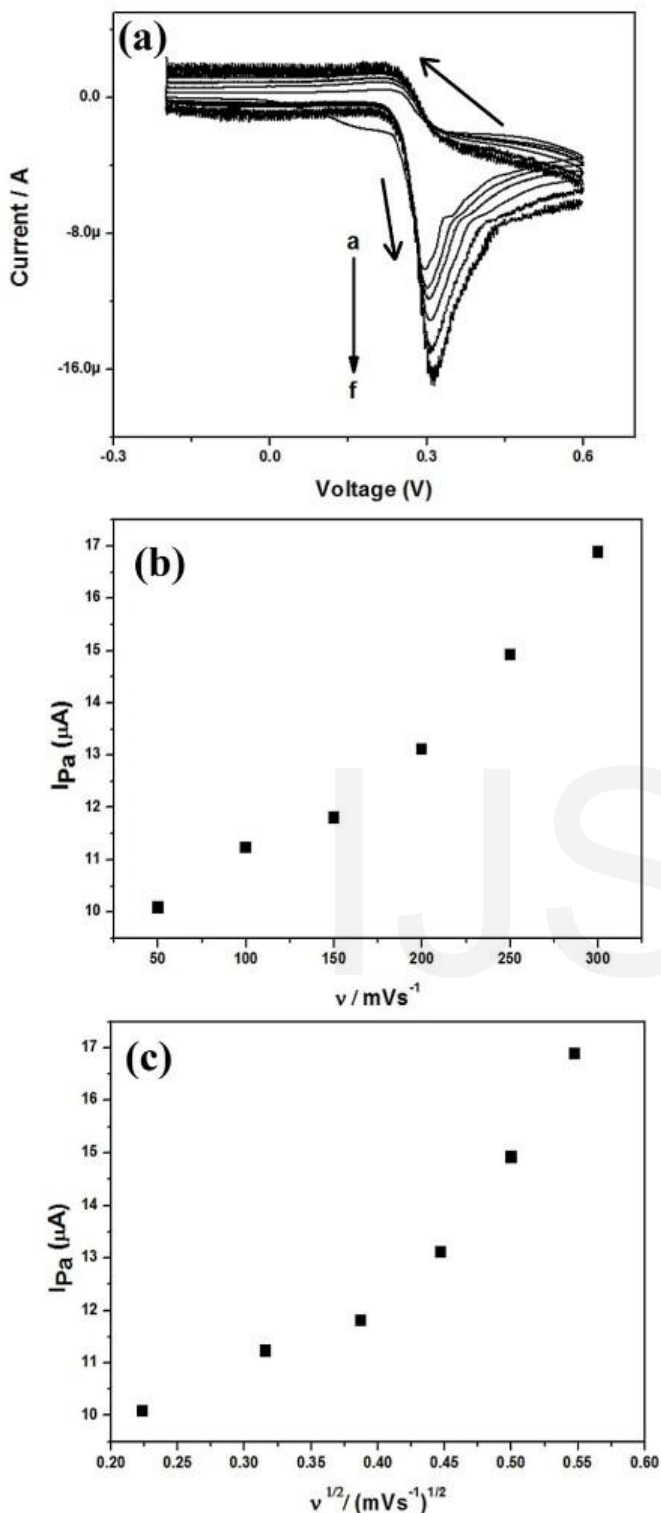 (a)
0.0
-8.0μ
-16.0μ
Current / A
a
f
-0.3 0.0 0.3 0.6
Voltage (V)
(b)
17
16
15
14
13
12
11
10
I_Pa (μA)
50 100 150 200 250 300
ν / mVs⁻¹
(c)
17
16
15
14
13
12
11
10
I_Pa (μA)
0.20 0.25 0.30 0.35 0.40 0.45 0.50 0.55 0.60
ν^1/2 / (mVs⁻¹)^1/2
IJS